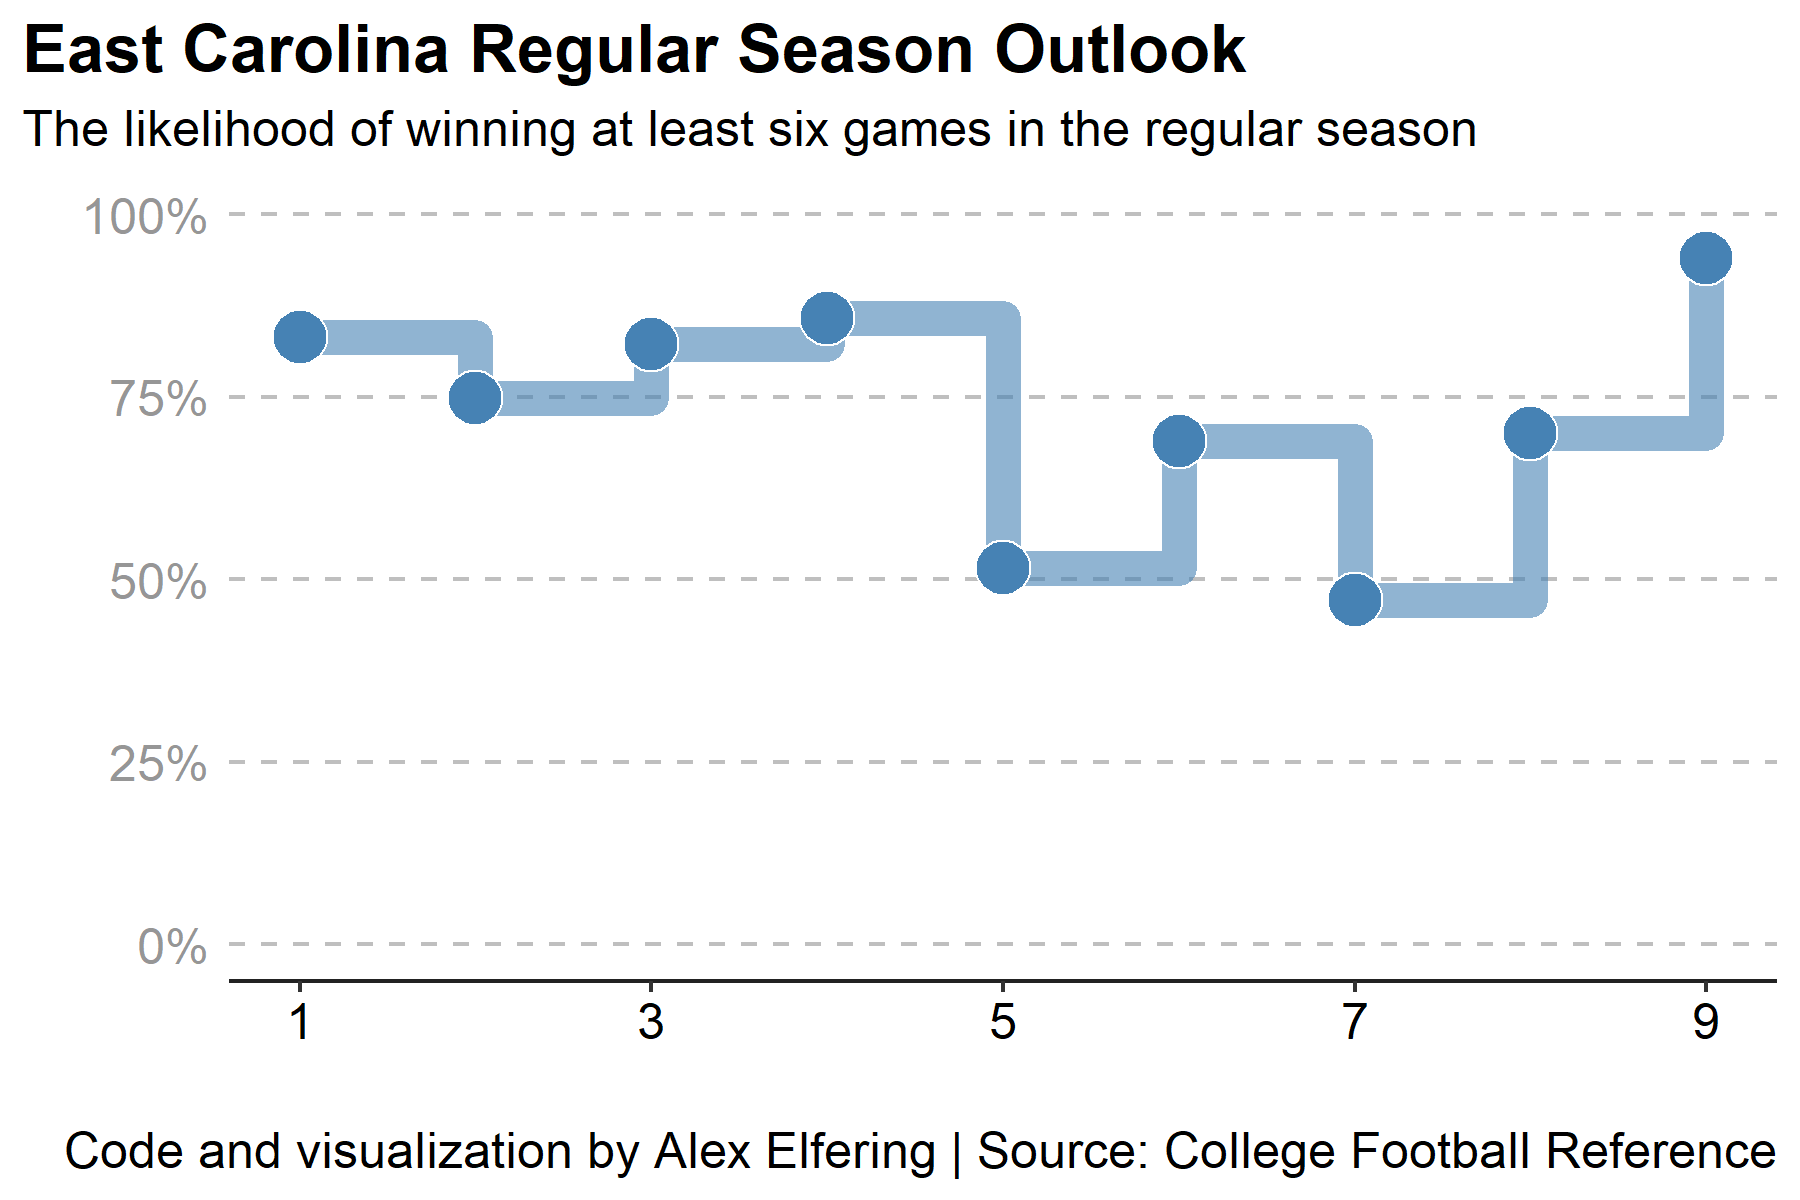 East Carolina Regular Season Outlook
The likelihood of winning at least six games in the regular season
100%
75%
50%
25%
0%
1 3 5 7 9
Code and visualization by Alex Elfering | Source: College Football Reference